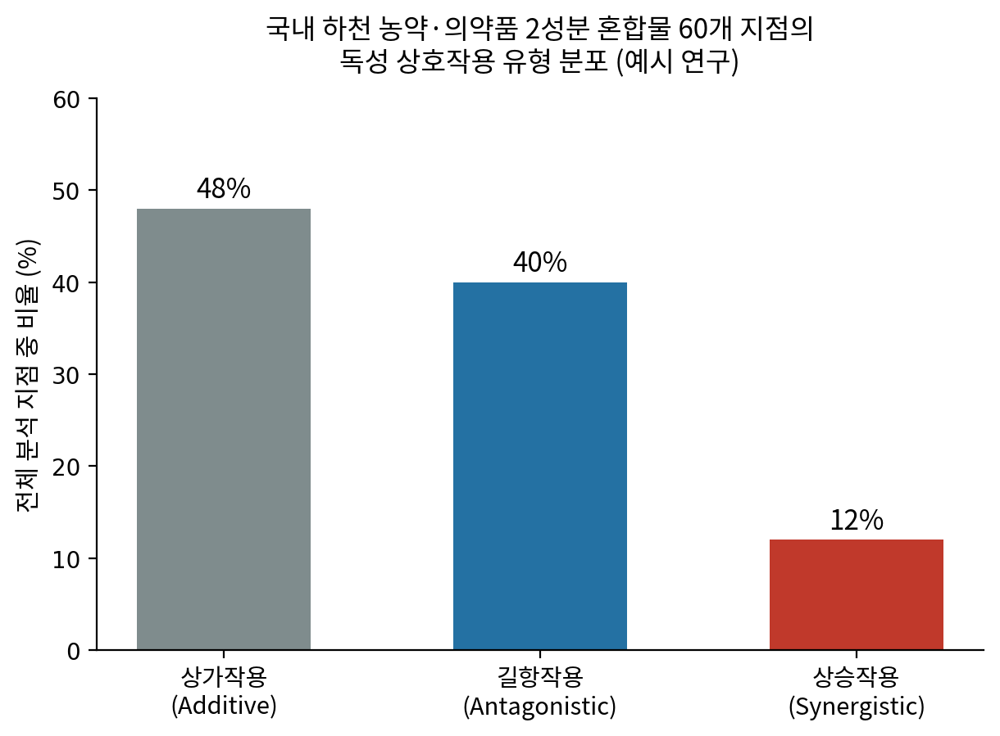 국내 하천 농약·의약품 2성분 혼합물 60개 지점의
독성 상호작용 유형 분포 (예시 연구)
전체 분석 지점 중 비율 (%)
60
50
40
30
20
10
0
48%
40%
12%
상가작용
(Additive)
길항작용
(Antagonistic)
상승작용
(Synergistic)